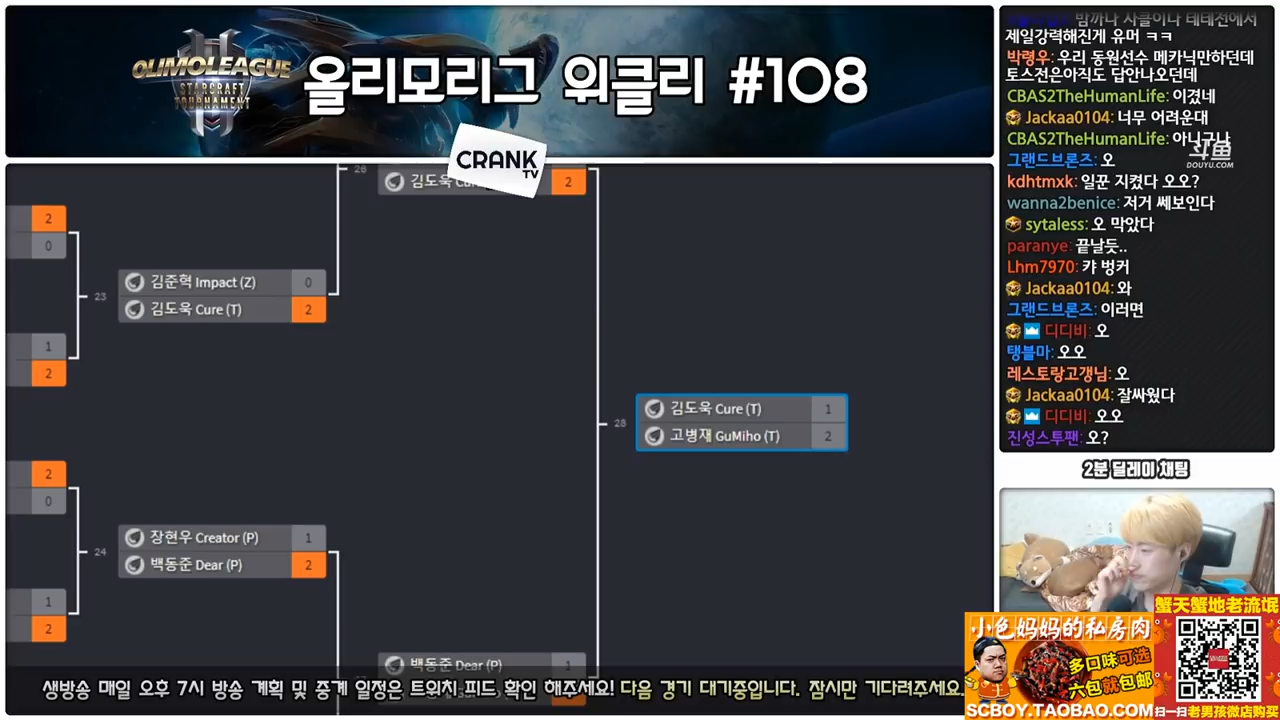 OLIMOLEAGUE
STARCRAFT
TOURNAMENT
올리모리그 위클리 #108
CRANK
TV
26
2
2
0
23
김준혁 Impact (Z) 0
김도욱 Cure (T) 2
1
2
28
김도욱 Cure (T) 1
고병재 GuMiho (T) 2
2
0
24
장현우 Creator (P) 1
백동준 Dear (P) 2
1
2
백동준 Dear (P) 1
생방송 매일 오후 7시 방송 계획 및 중계 일정은 트위치 피드 확인 해주세요! 다음 경기 대기중입니다. 잠시만 기다려주세요.
제일강력해진게 유머 ㅋㅋ
박령우: 우리 동원선수 메카닉만하던데
토스전은아직도 답안나오던데
CBAS2TheHumanLife: 이겼네
Jackaa0104: 너무 어려운대
CBAS2TheHumanLife: 아니구나
斗鱼
DOUYU.COM
그랜드브론즈: 오
kdhtmxk: 일꾼 지켰다 오오?
wanna2benice: 저거 쎄보인다
sytaless: 오 막았다
paranye: 끝날듯..
Lhm7970: 캬 벙커
Jackaa0104: 와
그랜드브론즈: 이러면
디디비: 오
탱블마: 오오
레스토랑고갱님: 오
Jackaa0104: 잘싸웠다
디디비: 오오
진성스투팬: 오?
2분 딜레이 채팅
蟹天蟹地老流氓
小色妈妈的私房肉
多口味可选
六包就包邮
SCBOY.TAOBAO.COM
扫一扫老男孩微店购买